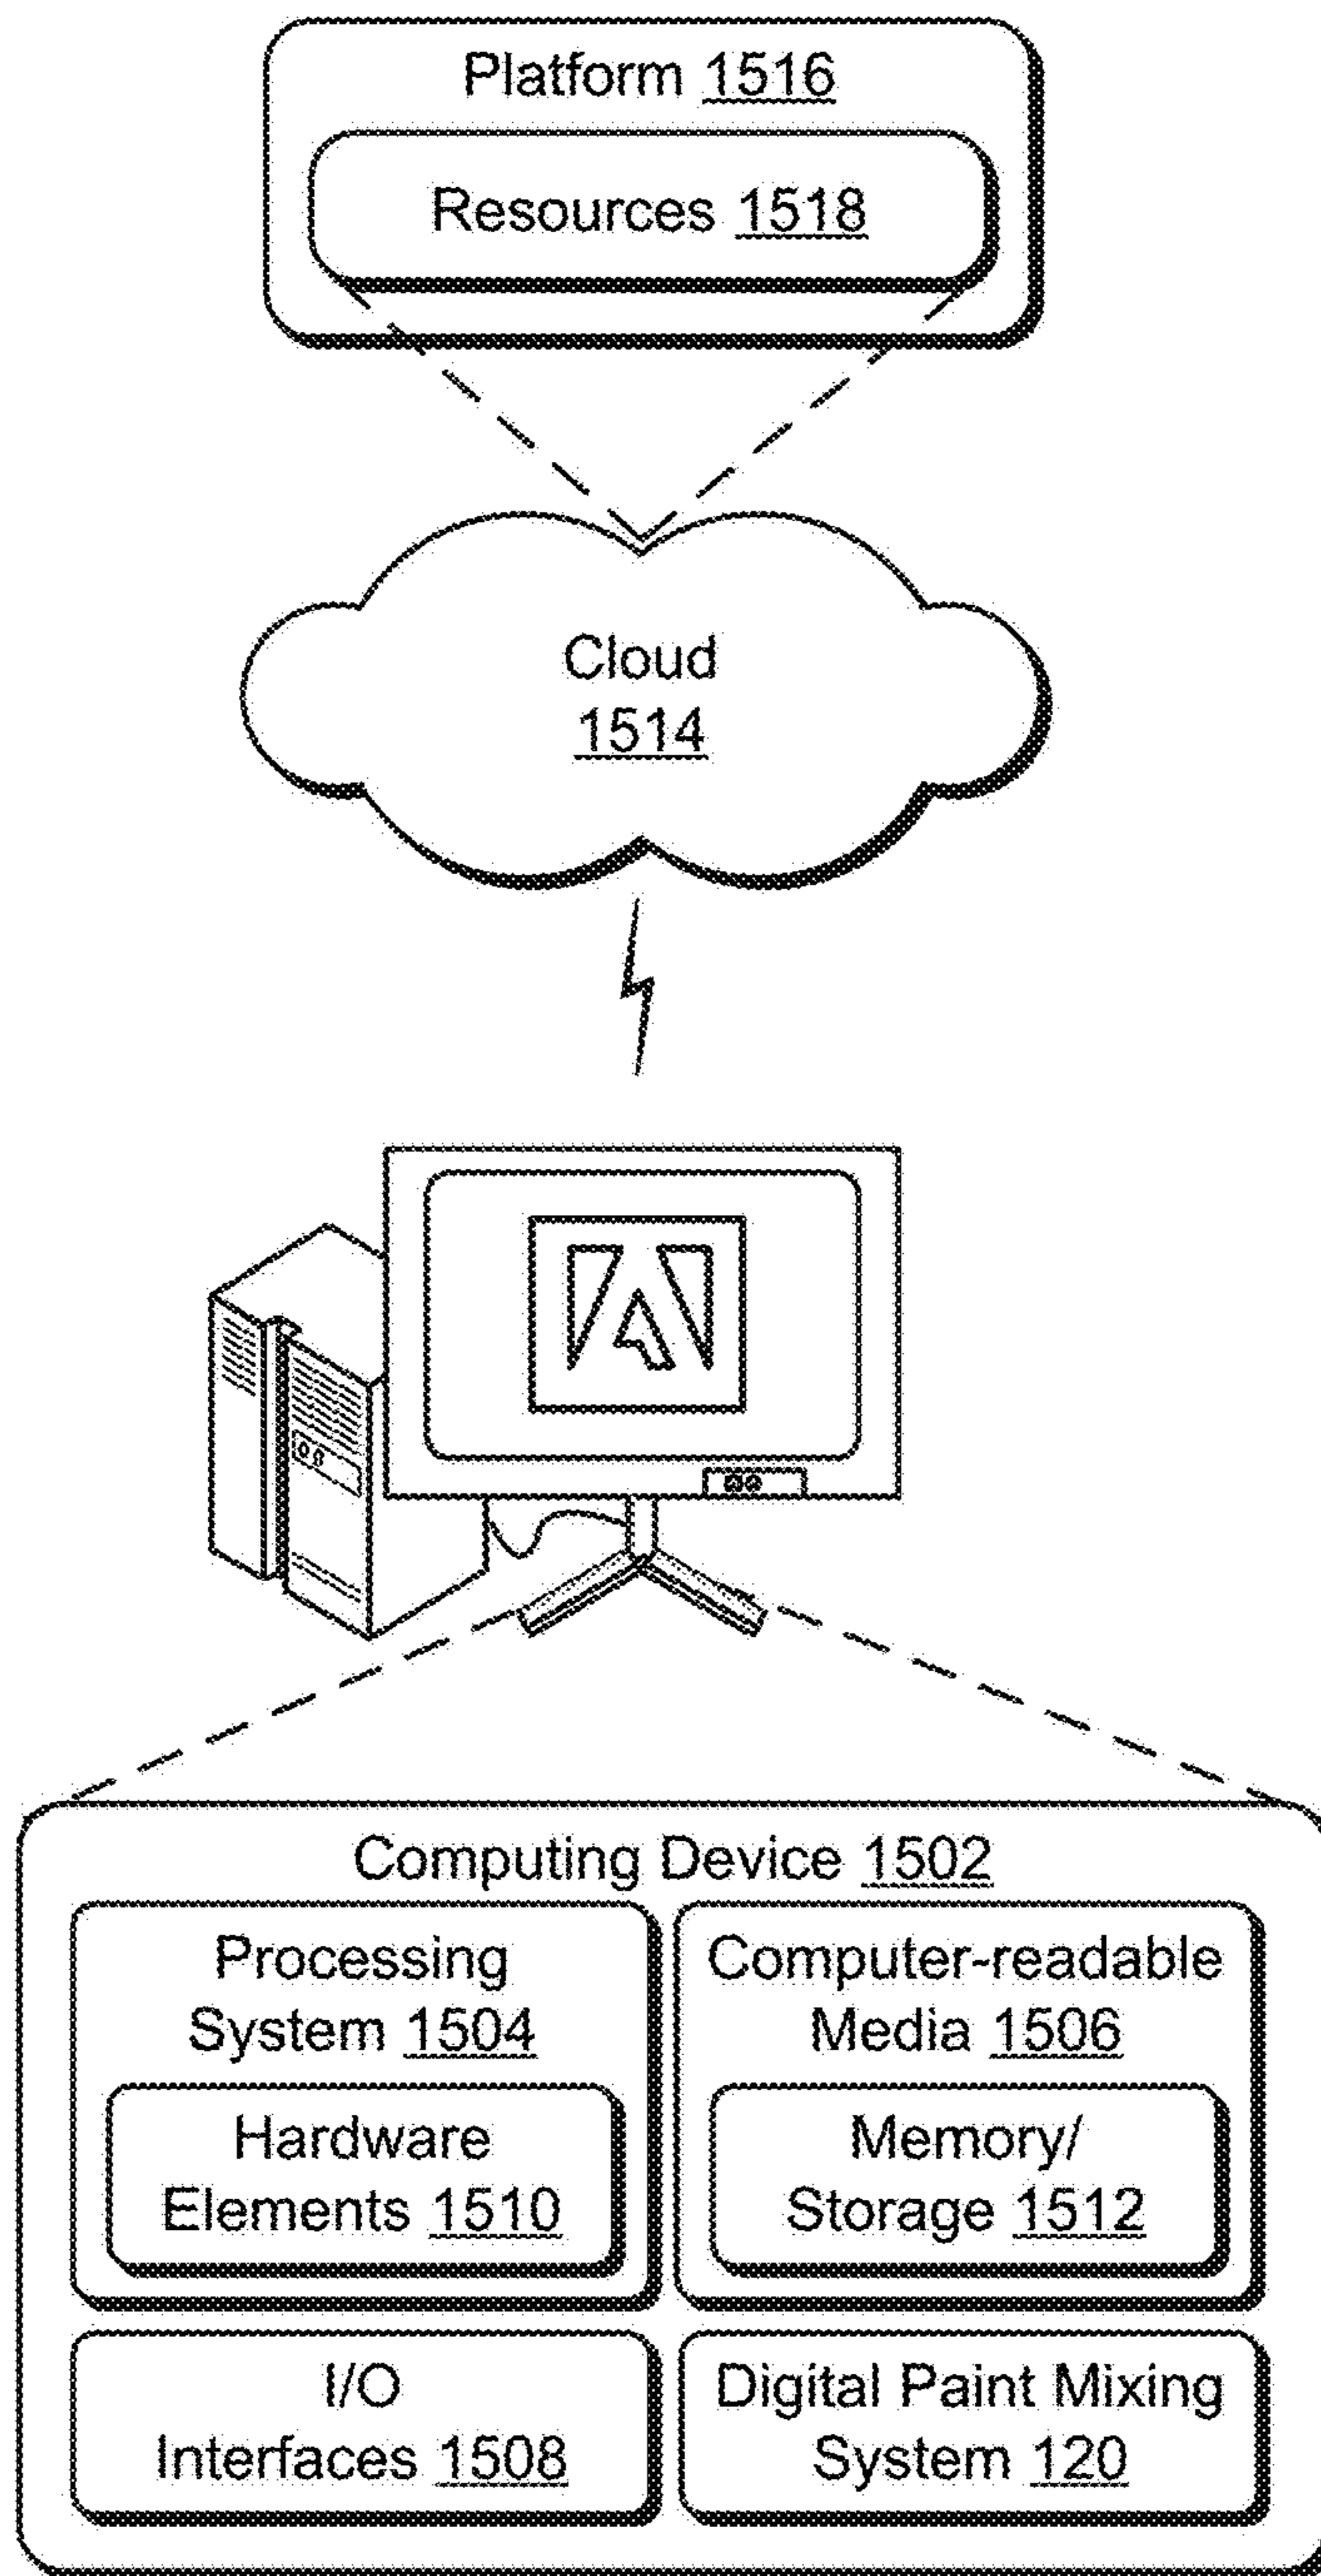 Platform 1516
Resources 1518
Cloud
1514
Computing Device 1502
Processing
System 1504
Hardware
Elements 1510
Computer-readable
Media 1506
Memory/
Storage 1512
I/O
Interfaces 1508
Digital Paint Mixing
System 120